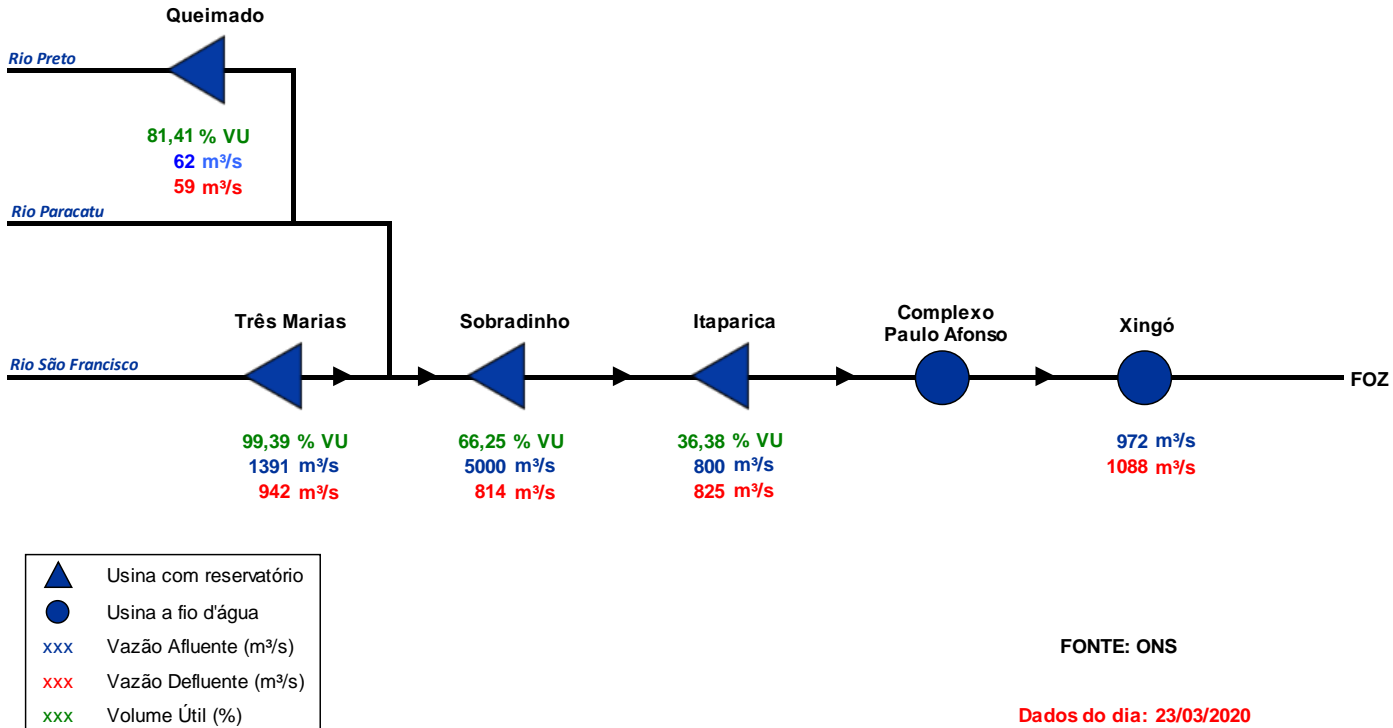 Queimado
Rio Preto
81,41 % VU
62 m³/s
59 m³/s
Rio Paracatu
Três Marias
Sobradinho
Itaparica
Complexo
Paulo Afonso
Xingó
Rio São Francisco
FOZ
99,39 % VU
1391 m³/s
942 m³/s
66,25 % VU
5000 m³/s
814 m³/s
36,38 % VU
800 m³/s
825 m³/s
972 m³/s
1088 m³/s
Usina com reservatório
Usina a fio d'água
xxx Vazão Afluente (m³/s)
xxx Vazão Defluente (m³/s)
xxx Volume Útil (%)
FONTE: ONS
Dados do dia: 23/03/2020